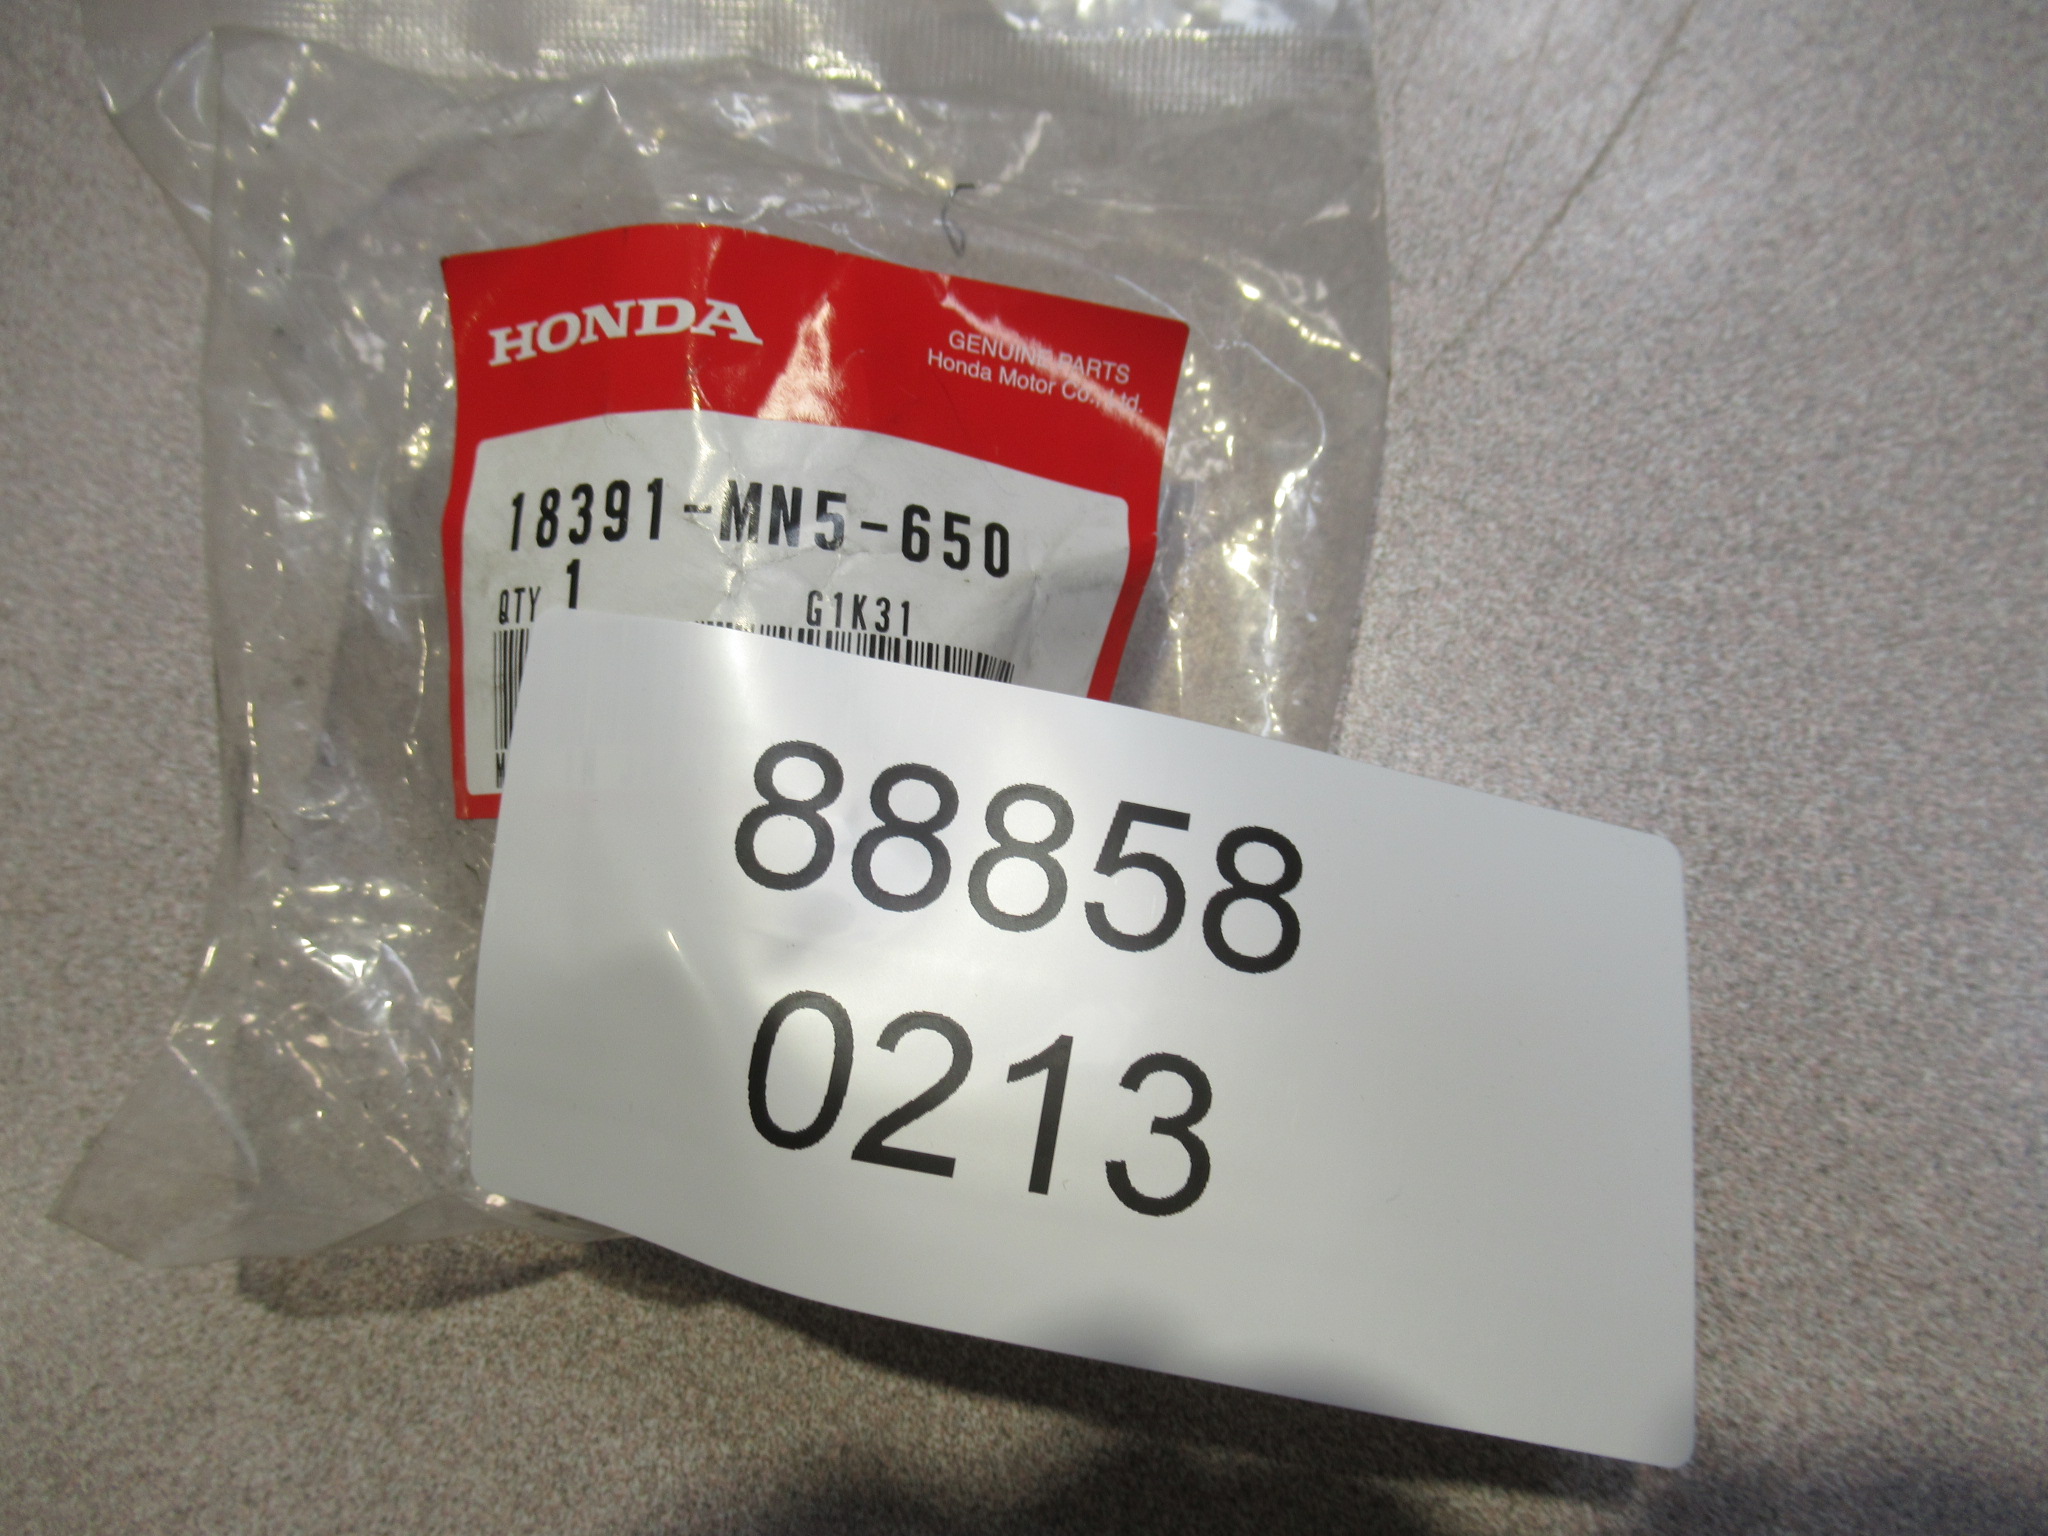 HONDA
GENUINE PARTS
Honda Motor Co., Ltd.
18391-MN5-650
QTY 1
G1K31
88858
0213